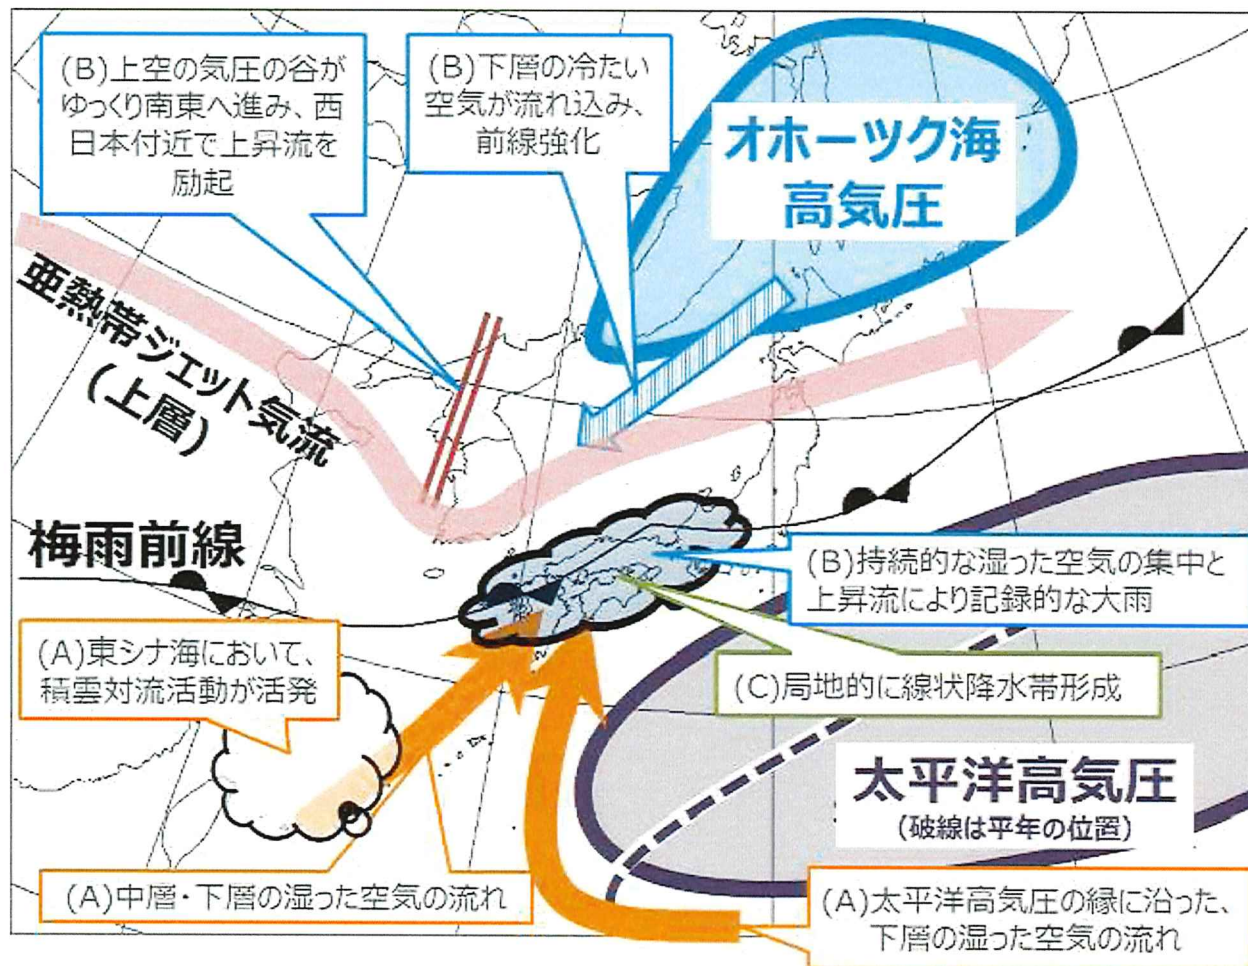 (B)上空の気圧の谷が
ゆっくり南東へ進み、西
日本付近で上昇流を
励起
(B)下層の冷たい
空気が流れ込み、
前線強化
オホーツク海
高気圧
亜熱帯ジェット気流
(上層)
梅雨前線
(B)持続的な湿った空気の集中と
上昇流により記録的な大雨
(A)東シナ海において、
積雲対流活動が活発
(C)局地的に線状降水帯形成
太平洋高気圧
(破線は平年の位置)
(A)中層・下層の湿った空気の流れ
(A)太平洋高気圧の縁に沿った、
下層の湿った空気の流れ